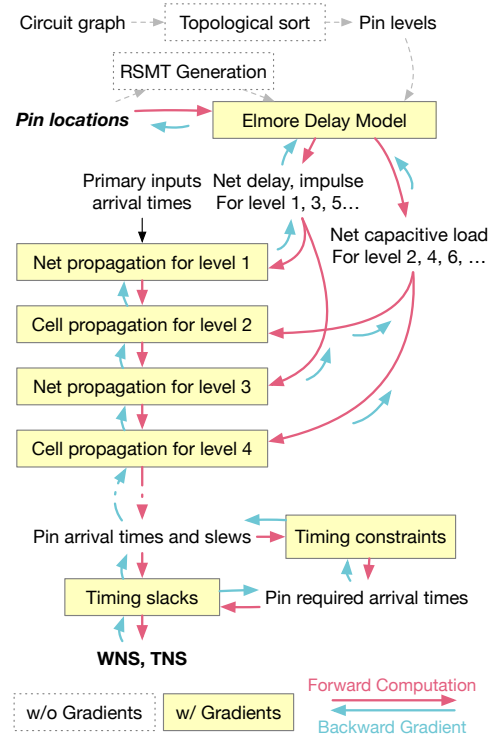 Circuit graph
Topological sort
Pin levels
RSMT Generation
Pin locations
Elmore Delay Model
Primary inputs
arrival times
Net delay, impulse
For level 1, 3, 5...
Net capacitive load
For level 2, 4, 6, ...
Net propagation for level 1
Cell propagation for level 2
Net propagation for level 3
Cell propagation for level 4
Pin arrival times and slews
Timing constraints
Timing slacks
Pin required arrival times
WNS, TNS
w/o Gradients
w/ Gradients
Forward Computation
Backward Gradient